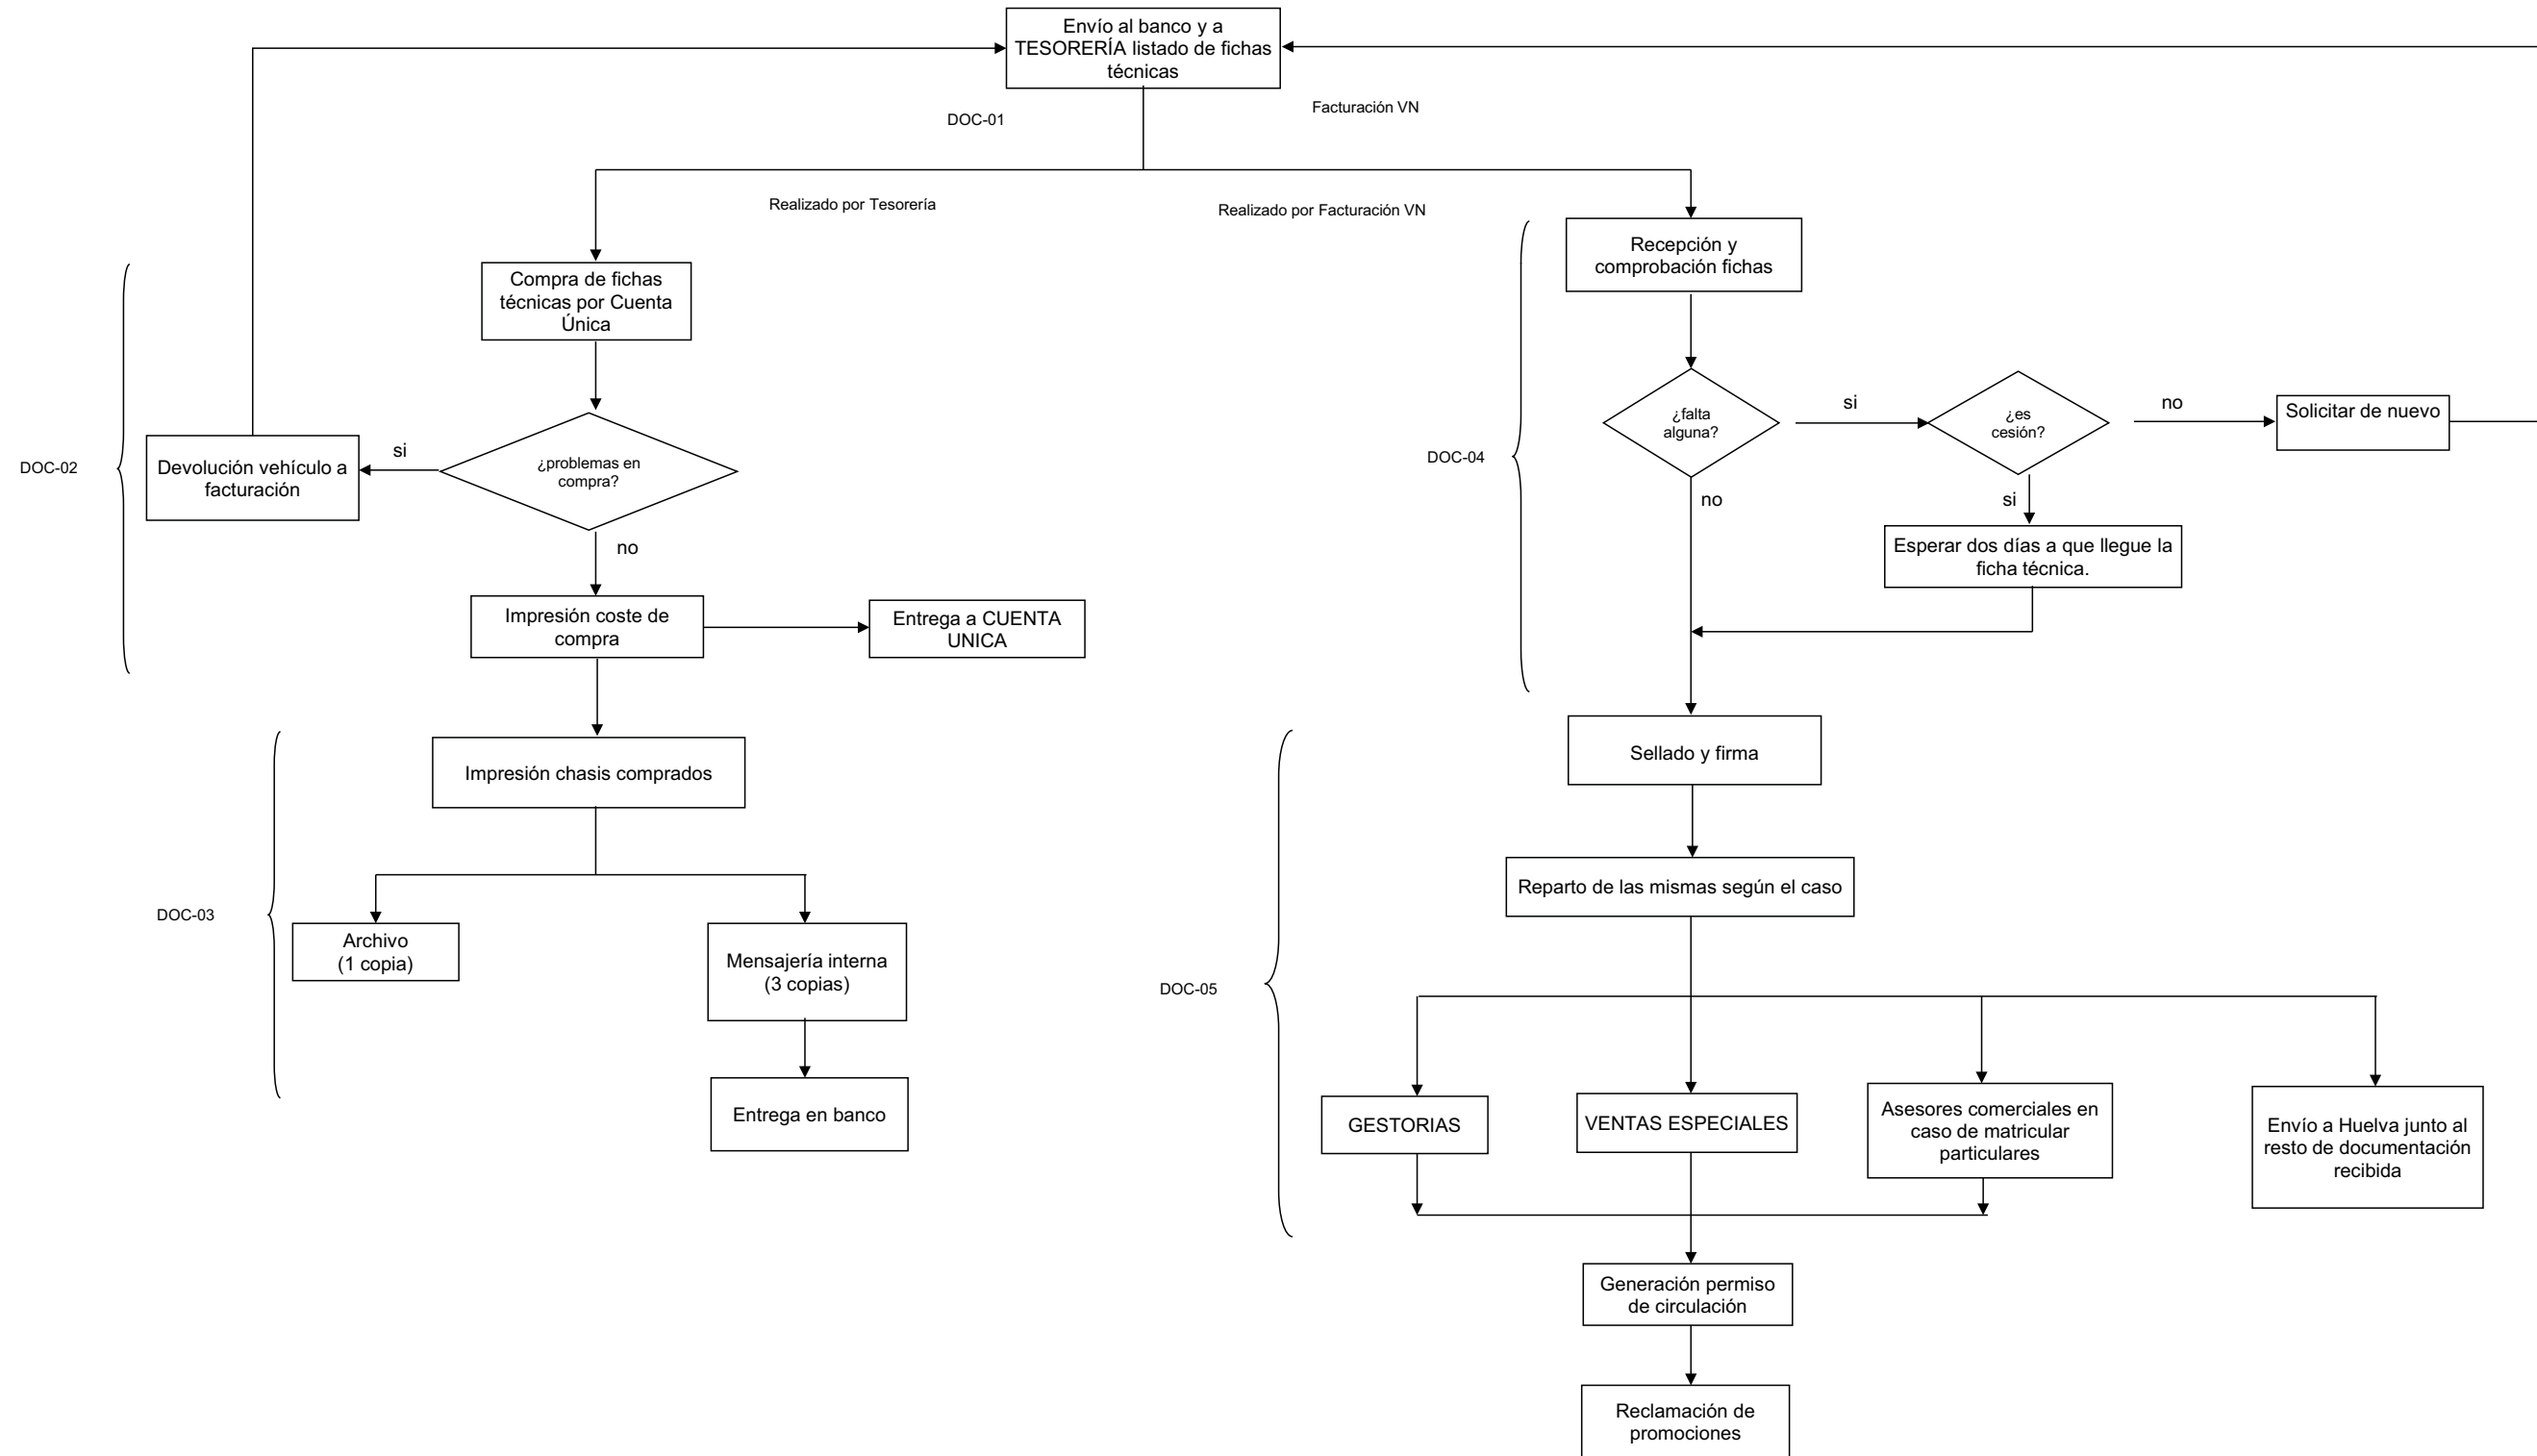 Envío al banco y a
TESORERÍA listado de fichas
técnicas
Facturación VN
DOC-01
Realizado por Tesorería
Realizado por Facturación VN
Compra de fichas
técnicas por Cuenta
Única
¿problemas en
compra?
si
Devolución vehículo a
facturación
DOC-02
no
Impresión coste de
compra
Entrega a CUENTA
UNICA
Impresión chasis comprados
DOC-03
Archivo
(1 copia)
Mensajería interna
(3 copias)
Entrega en banco
Recepción y
comprobación fichas
¿falta
alguna?
si
¿es
cesión?
no
Solicitar de nuevo
DOC-04
no
si
Esperar dos días a que llegue la
ficha técnica.
Sellado y firma
Reparto de las mismas según el caso
DOC-05
GESTORIAS
VENTAS ESPECIALES
Asesores comerciales en
caso de matricular
particulares
Envío a Huelva junto al
resto de documentación
recibida
Generación permiso
de circulación
Reclamación de
promociones